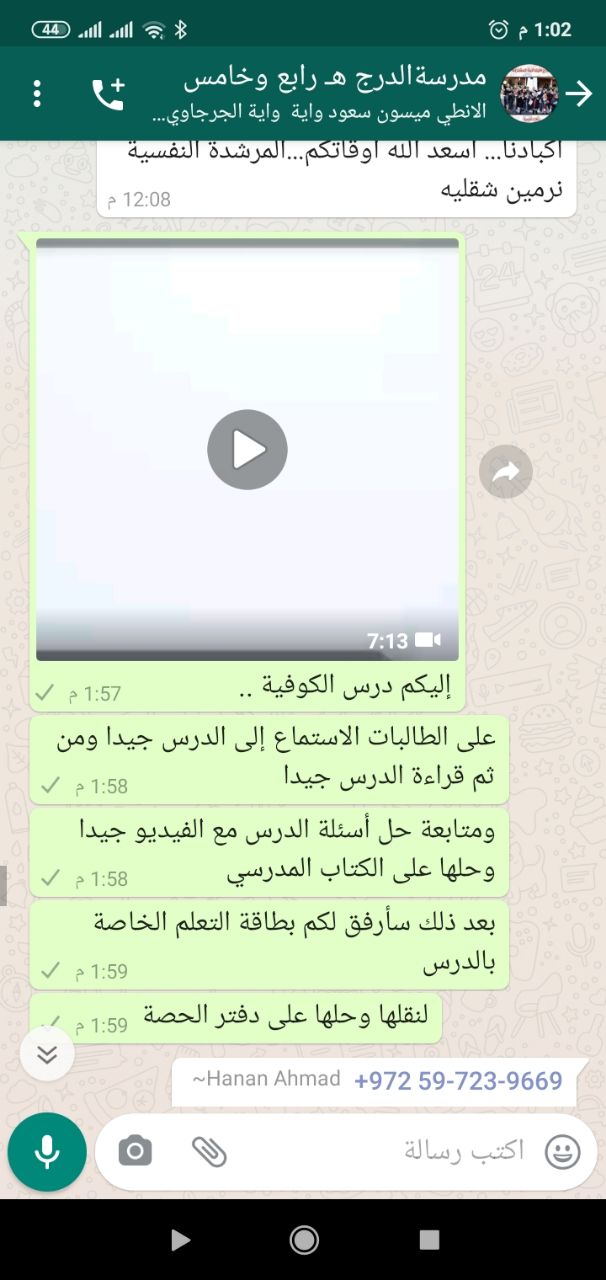 44
1:02 م
مدرسةالدرج هـ رابع وخامس
الانطي ميسون سعود واية واية الجرجاوي...
اكبادنا... اسعد الله اوقاتكم...المرشدة النفسية
نرمين شقليه
12:08 م
7:13
إليكم درس الكوفية ..
1:57 م
على الطالبات الاستماع إلى الدرس جيدا ومن
ثم قراءة الدرس جيدا
1:58 م
ومتابعة حل أسئلة الدرس مع الفيديو جيدا
وحلها على الكتاب المدرسي
1:58 م
بعد ذلك سأرفق لكم بطاقة التعلم الخاصة
بالدرس
1:59 م
لنقلها وحلها على دفتر الحصة
1:59 م
+972 59-723-9669 ~Hanan Ahmad
اكتب رسالة